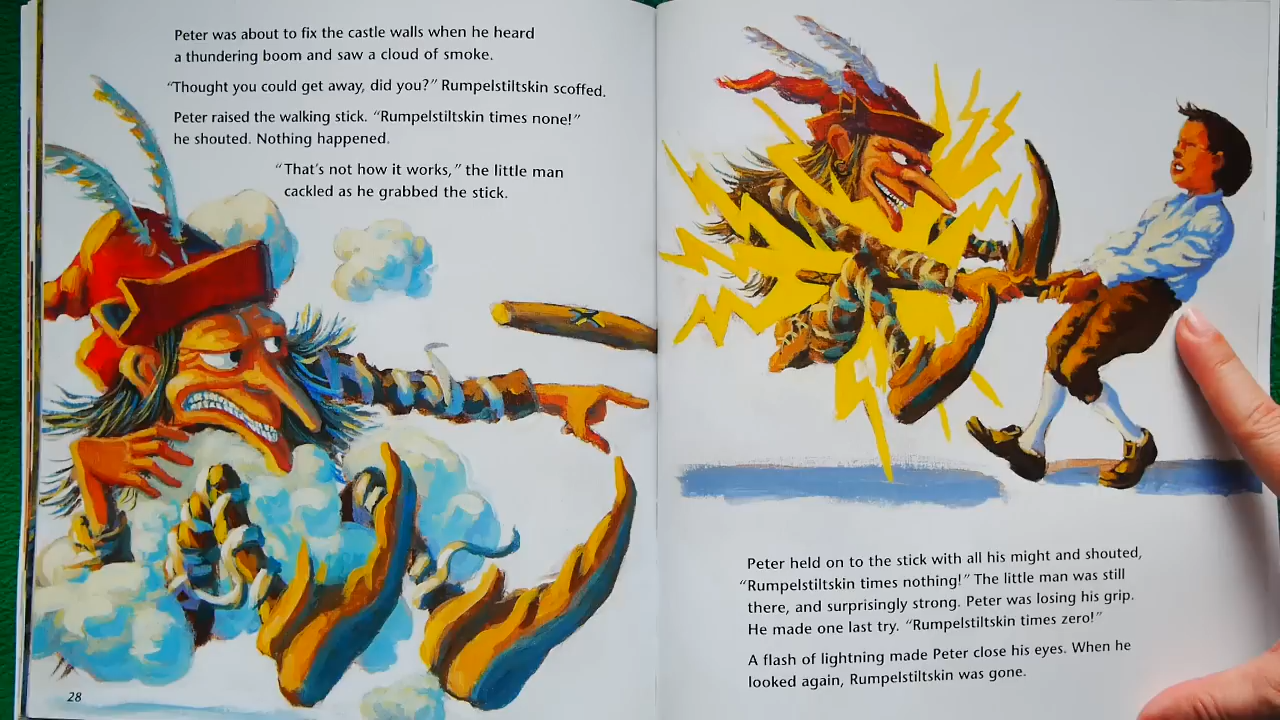 Peter was about to fix the castle walls when he heard
a thundering boom and saw a cloud of smoke.
“Thought you could get away, did you?” Rumpelstiltskin scoffed.
Peter raised the walking stick. “Rumpelstiltskin times none!”
he shouted. Nothing happened.
“That’s not how it works,” the little man
cackled as he grabbed the stick.
28
Peter held on to the stick with all his might and shouted,
“Rumpelstiltskin times nothing!” The little man was still
there, and surprisingly strong. Peter was losing his grip.
He made one last try. “Rumpelstiltskin times zero!”
A flash of lightning made Peter close his eyes. When he
looked again, Rumpelstiltskin was gone.